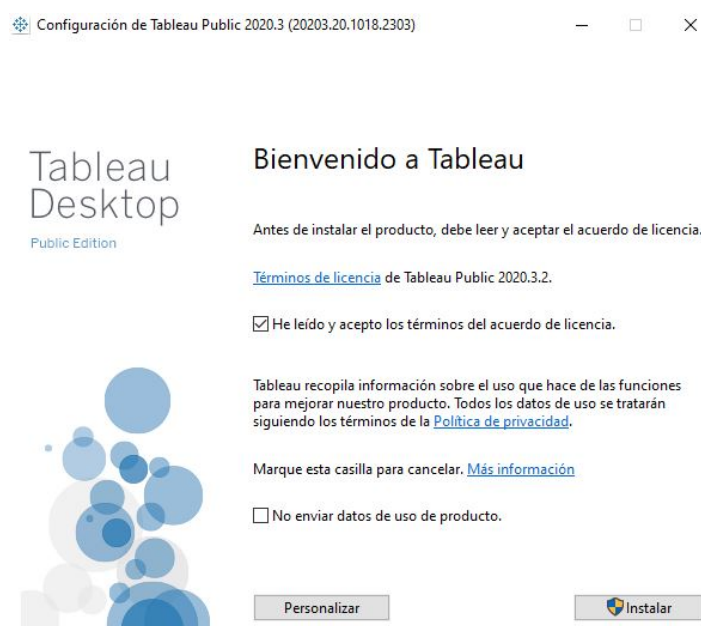 Configuración de Tableau Public 2020.3 (20203.20.1018.2303)
Tableau
Desktop
Public Edition
Bienvenido a Tableau
Antes de instalar el producto, debe leer y aceptar el acuerdo de licencia.
Términos de licencia de Tableau Public 2020.3.2.
He leído y acepto los términos del acuerdo de licencia.
Tableau recopila información sobre el uso que hace de las funciones
para mejorar nuestro producto. Todos los datos de uso se tratarán
siguiendo los términos de la Política de privacidad.
Marque esta casilla para cancelar. Más información
No enviar datos de uso de producto.
Personalizar
Instalar